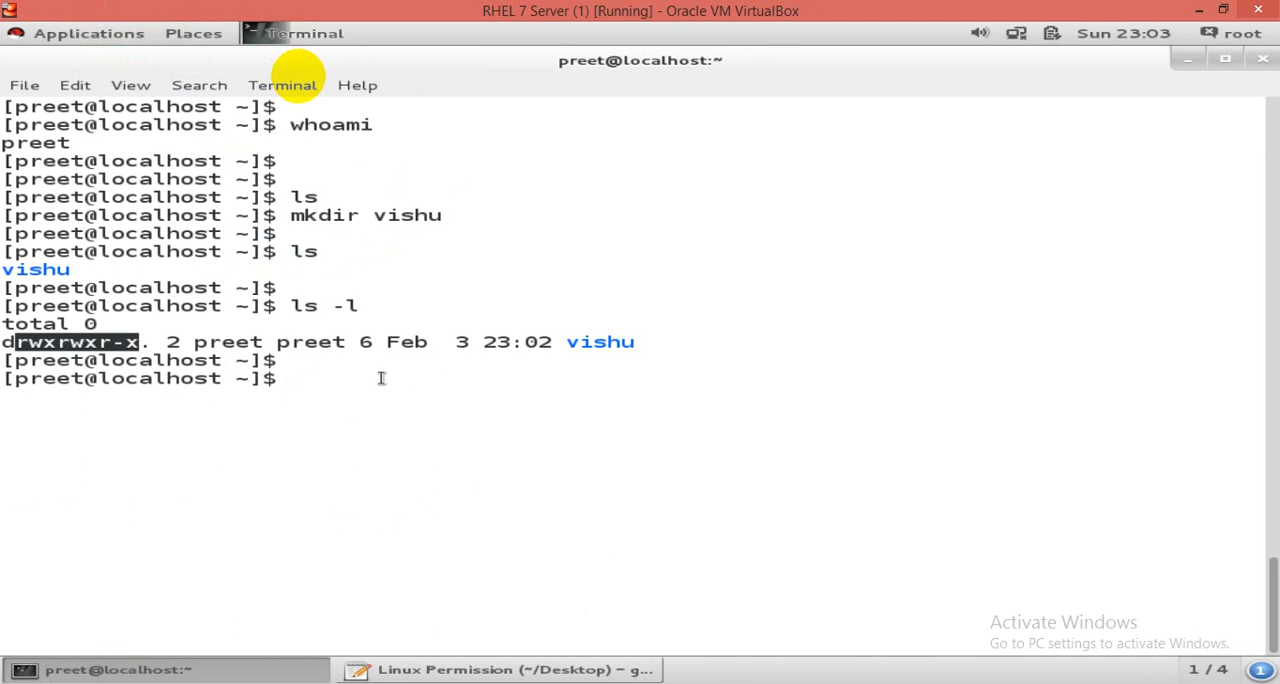 RHEL 7 Server (1) [Running] - Oracle VM VirtualBox
Applications Places Terminal Sun 23:03 root
preet@localhost:~
File Edit View Search Terminal Help
[preet@localhost ~]$
[preet@localhost ~]$ whoami
preet
[preet@localhost ~]$
[preet@localhost ~]$
[preet@localhost ~]$ ls
[preet@localhost ~]$ mkdir vishu
[preet@localhost ~]$
[preet@localhost ~]$ ls
vishu
[preet@localhost ~]$
[preet@localhost ~]$ ls -l
total 0
drwxrwxr-x. 2 preet preet 6 Feb  3 23:02 vishu
[preet@localhost ~]$
[preet@localhost ~]$
Activate Windows
Go to PC settings to activate Windows.
preet@localhost:~ Linux Permission (~/Desktop) – g... 1 / 4 1